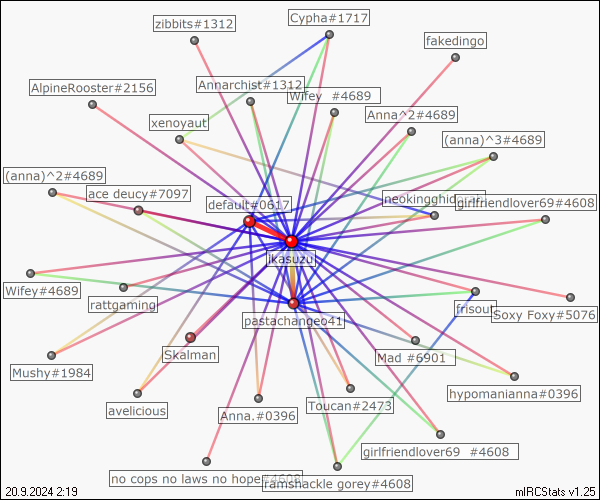 zibbits#1312
Cypha#1717
fakedingo
AlpineRooster#2156
Annarchist#1312
Wifey #4689
Anna^2#4689
xenoyaut
(anna)^3#4689
(anna)^2#4689
ace deucy#7097
default#0617
girlfriendlover69#4608
ikasuzu
Wifey#4689
rattgaming
pastachangeo41
frisout
Soxy Foxy#5076
Skalman
Mad #6901
Mushy#1984
hypomanianna#0396
avelicious
Anna.#0396
Toucan#2473
girlfriendlover69 #4608
no cops no laws no hope#4608
ramshackle gorey#4608
20.9.2024 2:19
mIRCStats v1.25